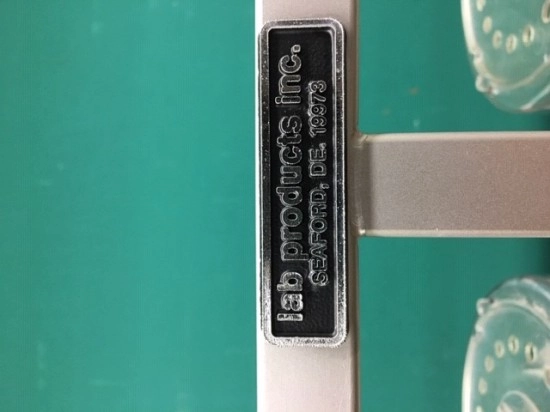 lab products inc.
SEAFORD, DE. 19973